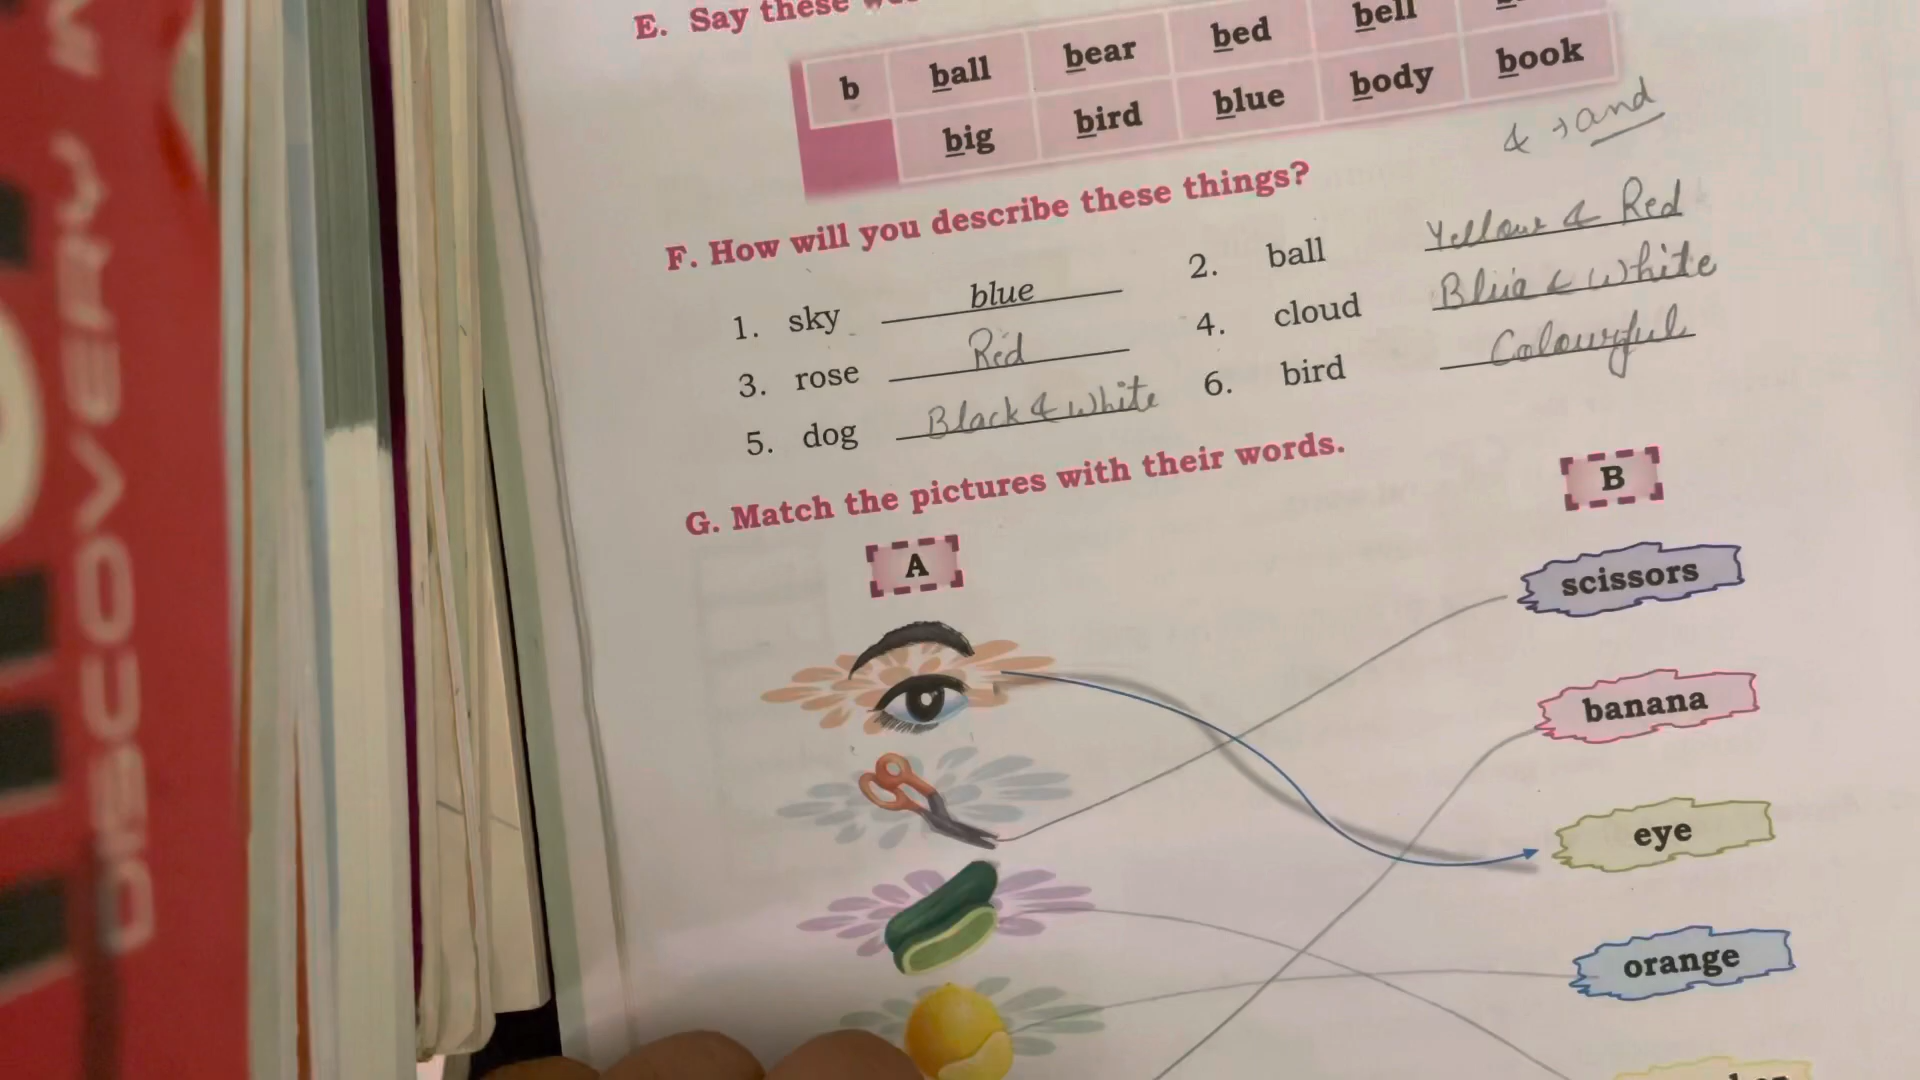 DISCOVERY
E. Say these
b ball bear bed bell
big bird blue body book
& → and
F. How will you describe these things?
1. sky blue 2. ball Yellow & Red
3. rose Red 4. cloud Blue & White
5. dog Black & White 6. bird Colourful
G. Match the pictures with their words.
A B
scissors
banana
eye
orange